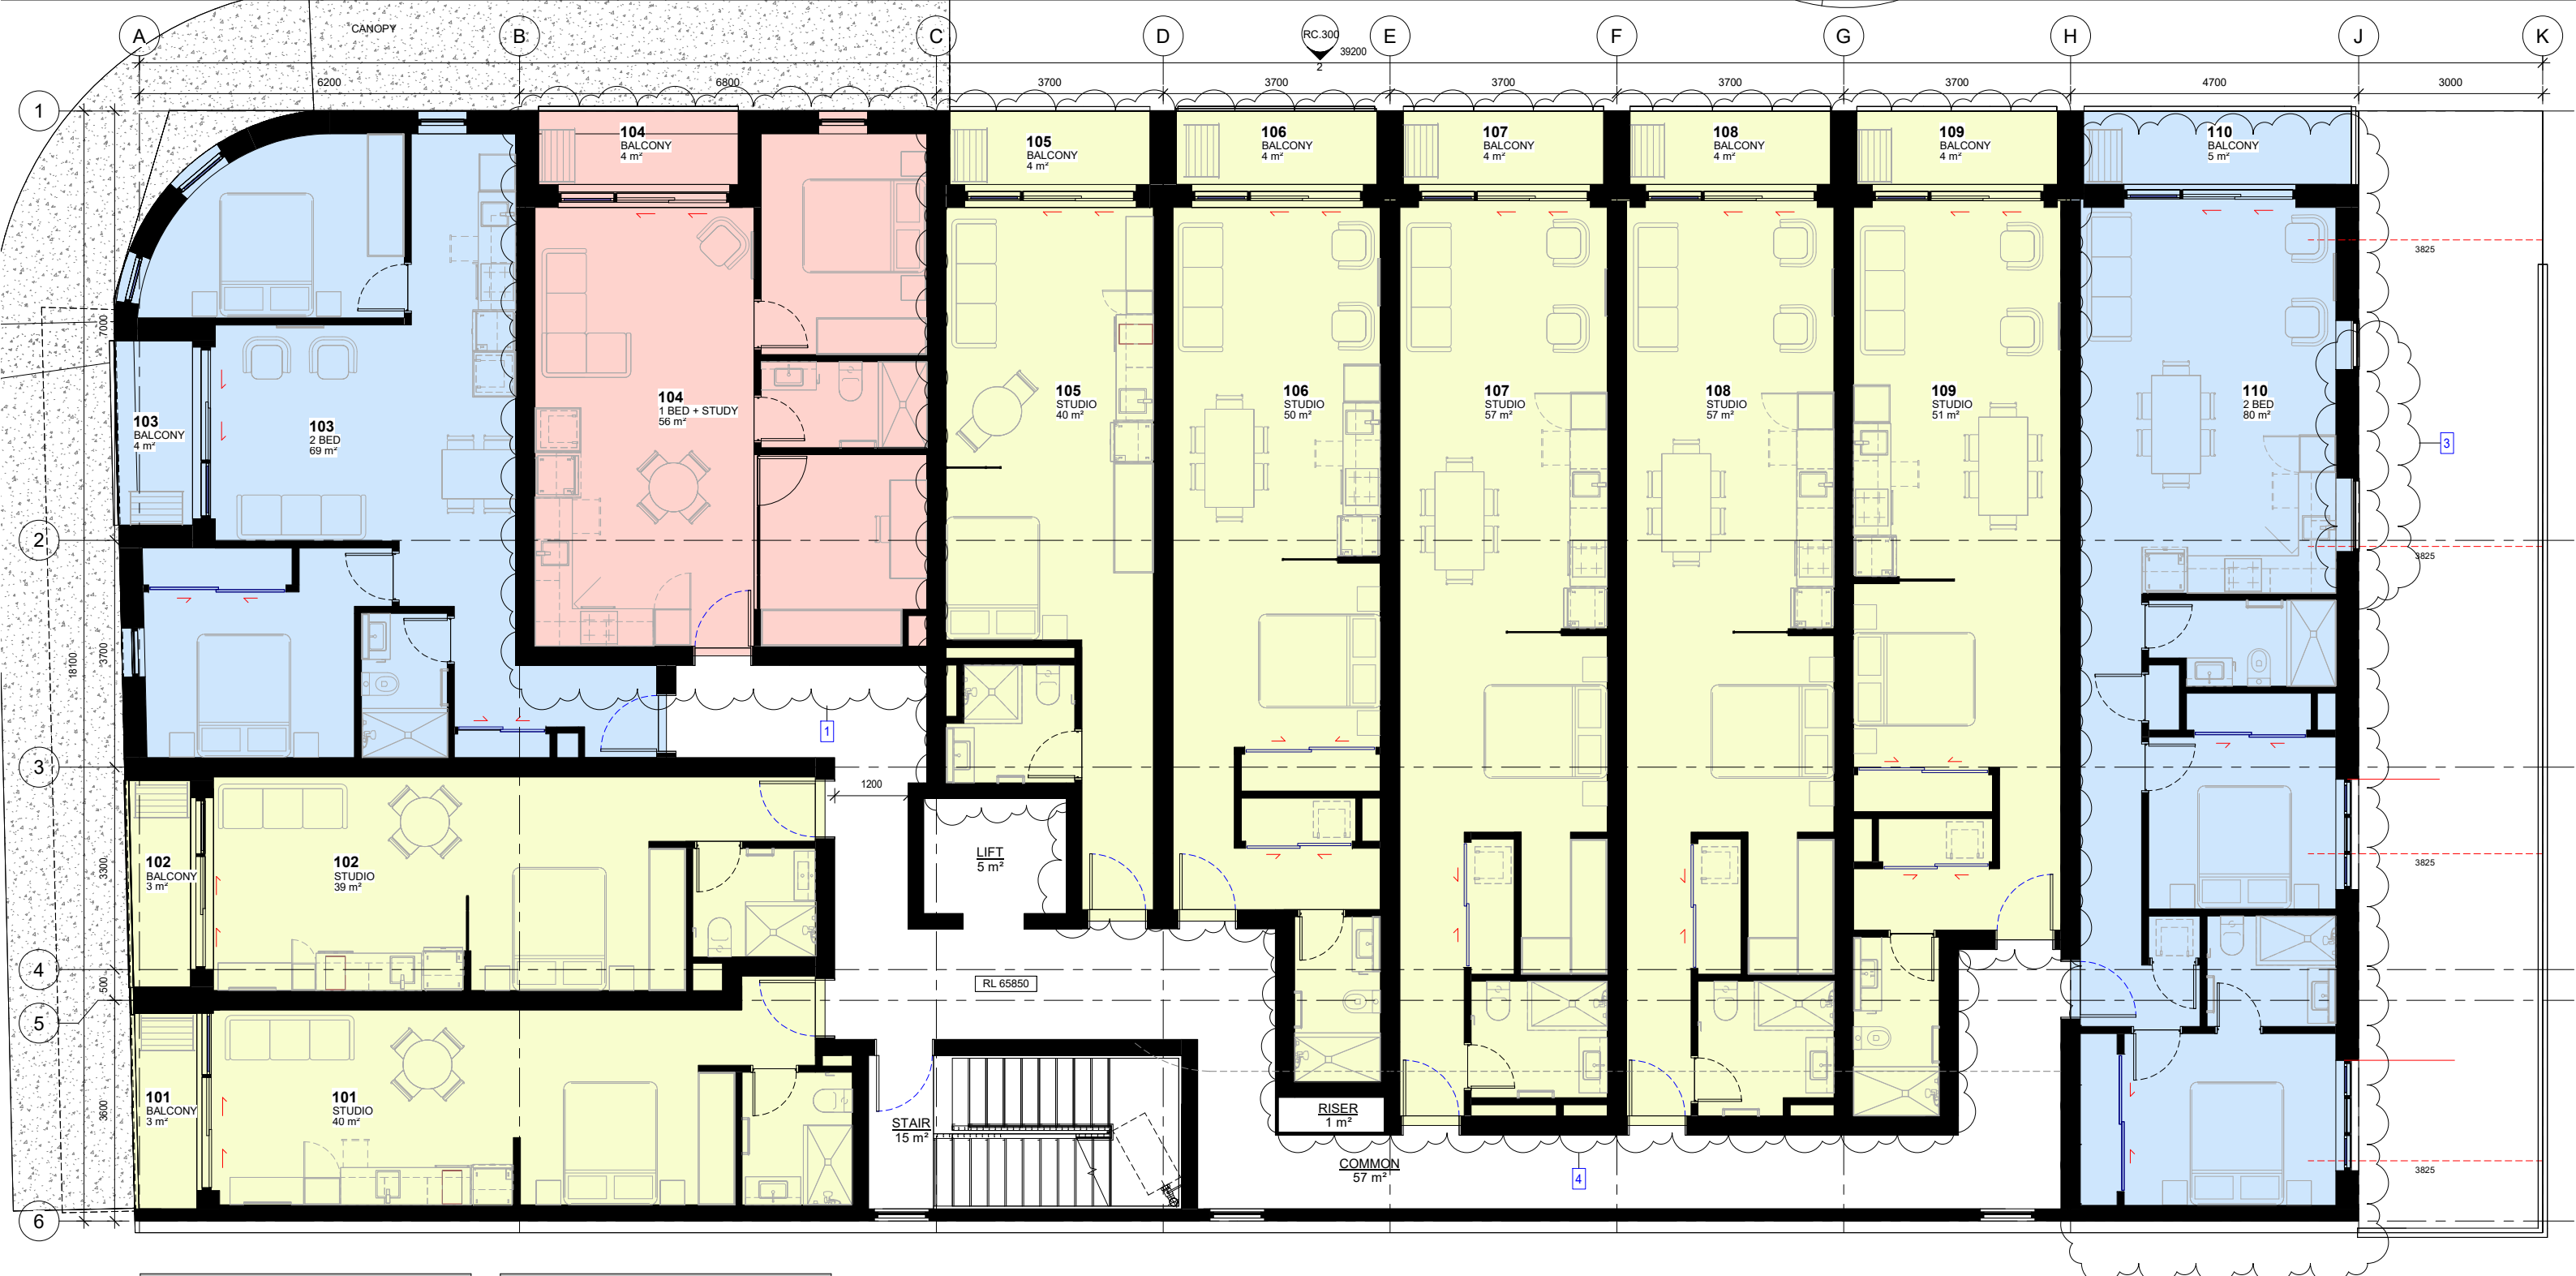 CANOPY
A
B
C
D
RC.300
2
E
F
G
H
J
K
39200
6200
6800
3700
3700
3700
3700
3700
4700
3000
1
104
BALCONY
4 m²
105
BALCONY
4 m²
106
BALCONY
4 m²
107
BALCONY
4 m²
108
BALCONY
4 m²
109
BALCONY
4 m²
110
BALCONY
5 m²
3825
7000
103
BALCONY
4 m²
103
2 BED
69 m²
104
1 BED + STUDY
56 m²
105
STUDIO
40 m²
106
STUDIO
50 m²
107
STUDIO
57 m²
108
STUDIO
57 m²
109
STUDIO
51 m²
110
2 BED
80 m²
3
2
3825
18100
3700
1
3
1200
3300
102
BALCONY
3 m²
102
STUDIO
39 m²
LIFT
5 m²
3825
4
500
RL 65850
5
3600
101
BALCONY
3 m²
101
STUDIO
40 m²
STAIR
15 m²
RISER
1 m²
COMMON
57 m²
4
3825
6